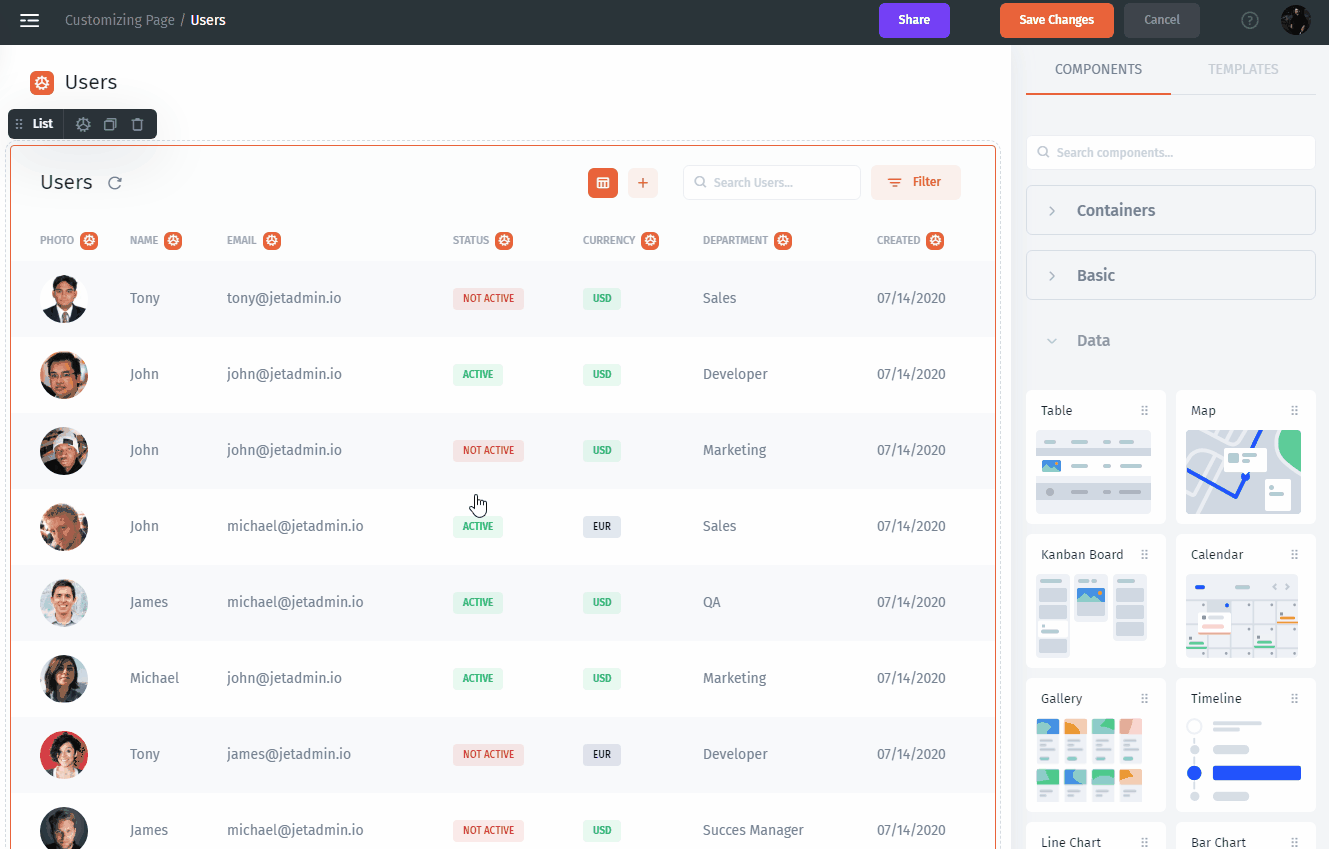 Customizing Page / Users
Share
Save Changes
Cancel
?
Users
List
Users
+
Search Users...
Filter
PHOTO NAME EMAIL STATUS CURRENCY DEPARTMENT CREATED
Tony tony@jetadmin.io NOT ACTIVE USD Sales 07/14/2020
John john@jetadmin.io ACTIVE USD Developer 07/14/2020
John john@jetadmin.io NOT ACTIVE USD Marketing 07/14/2020
John michael@jetadmin.io ACTIVE EUR Sales 07/14/2020
James michael@jetadmin.io ACTIVE USD QA 07/14/2020
Michael john@jetadmin.io ACTIVE USD Marketing 07/14/2020
Tony james@jetadmin.io NOT ACTIVE EUR Developer 07/14/2020
James michael@jetadmin.io NOT ACTIVE USD Succes Manager 07/14/2020
COMPONENTS TEMPLATES
Search components...
Containers
Basic
Data
Table Map
Kanban Board Calendar
Gallery Timeline
Line Chart Bar Chart